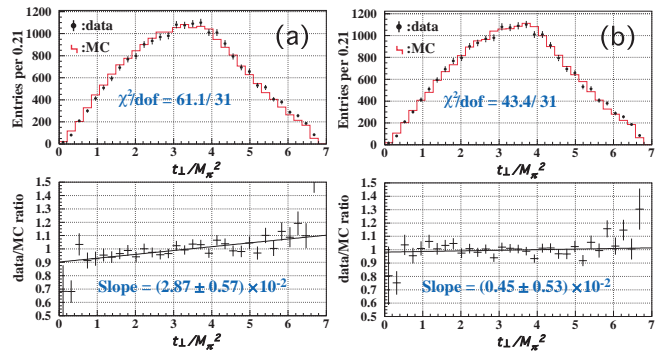 Entries per 0.21
1200
1000
800
600
400
200
0
:data
:MC
(a)
χ²/dof = 61.1/ 31
0 1 2 3 4 5 6 7
t⊥/Mπ²
Entries per 0.21
1200
1000
800
600
400
200
0
:data
:MC
(b)
χ²/dof = 43.4/ 31
0 1 2 3 4 5 6 7
t⊥/Mπ²
data/MC ratio
1.5
1.4
1.3
1.2
1.1
1.0
0.9
0.8
0.7
0.6
0.5
Slope = (2.87 ± 0.57) ×10⁻²
0 1 2 3 4 5 6 7
t⊥/Mπ²
data/MC ratio
1.5
1.4
1.3
1.2
1.1
1
0.9
0.8
0.7
0.6
0.5
Slope = (0.45 ± 0.53) ×10⁻²
0 1 2 3 4 5 6 7
t⊥/Mπ²